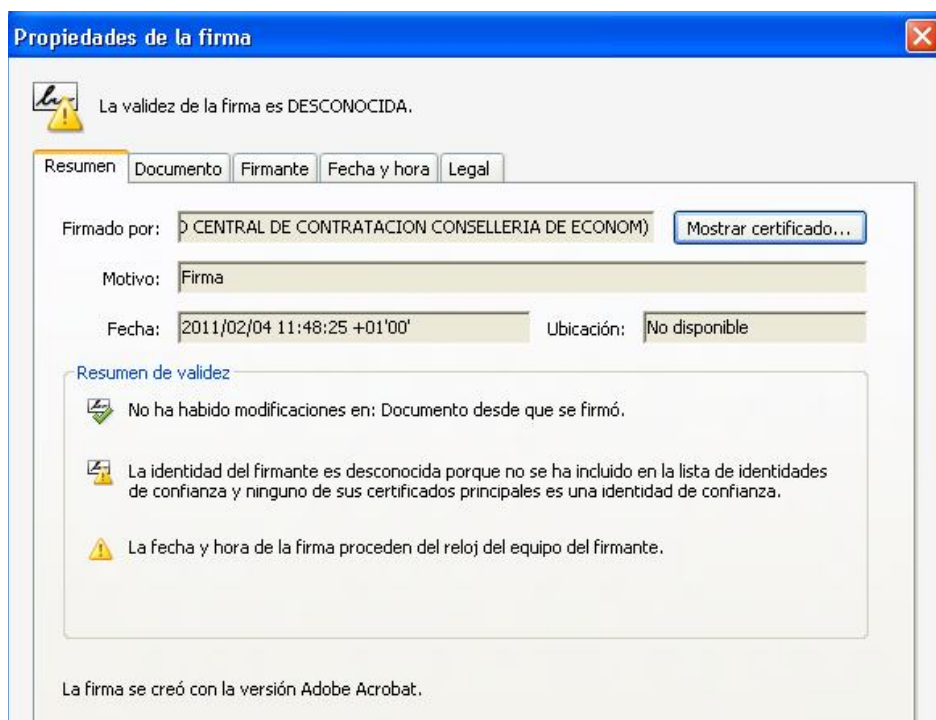 Propiedades de la firma
La validez de la firma es DESCONOCIDA.
Resumen Documento Firmante Fecha y hora Legal
Firmado por: O CENTRAL DE CONTRATACION CONSELLERIA DE ECONOM) Mostrar certificado...
Motivo: Firma
Fecha: 2011/02/04 11:48:25 +01'00' Ubicación: No disponible
Resumen de validez
No ha habido modificaciones en: Documento desde que se firmó.
La identidad del firmante es desconocida porque no se ha incluido en la lista de identidades
de confianza y ninguno de sus certificados principales es una identidad de confianza.
La fecha y hora de la firma proceden del reloj del equipo del firmante.
La firma se creó con la versión Adobe Acrobat.